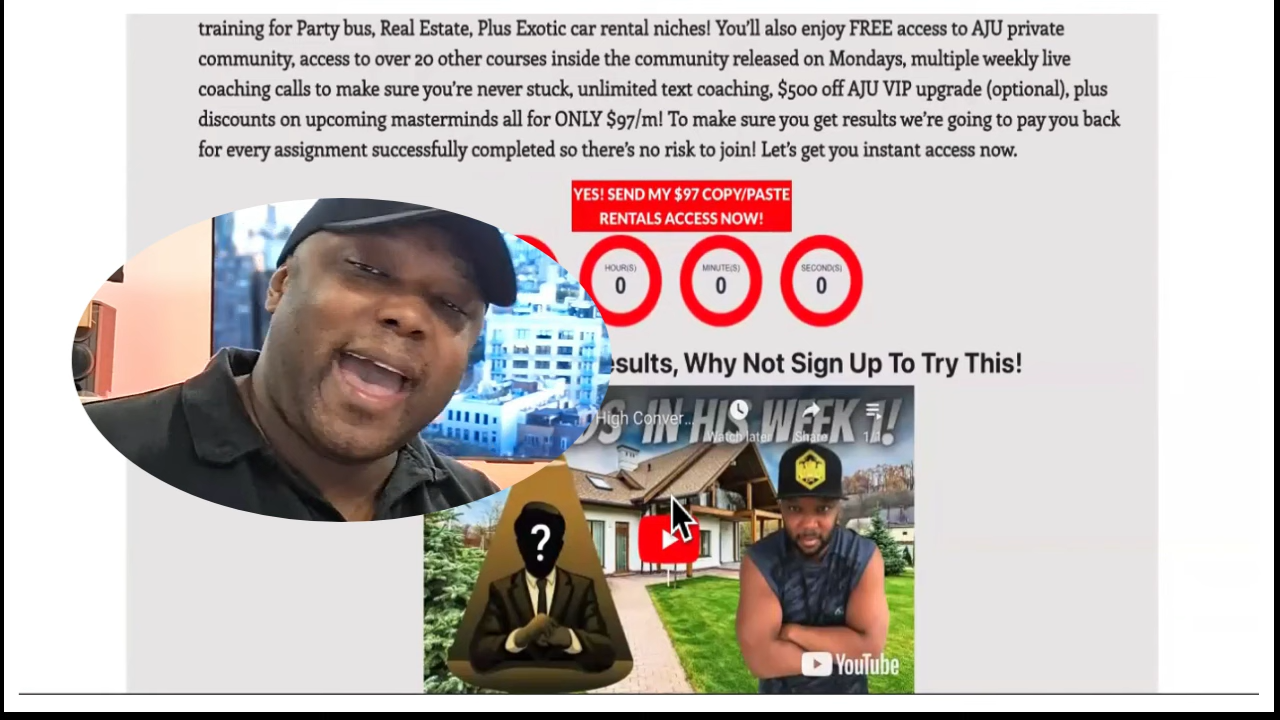 training for Party bus, Real Estate, Plus Exotic car rental niches! You'll also enjoy FREE access to AJU private
community, access to over 20 other courses inside the community released on Mondays, multiple weekly live
coaching calls to make sure you're never stuck, unlimited text coaching, $500 off AJU VIP upgrade (optional), plus
discounts on upcoming masterminds all for ONLY $97/m! To make sure you get results we're going to pay you back
for every assignment successfully completed so there's no risk to join! Let's get you instant access now.
YES! SEND MY $97 COPY/PASTE
RENTALS ACCESS NOW!
HOUR(S) MINUTE(S) SECOND(S)
0 0 0
esults, Why Not Sign Up To Try This!
High Conver...
IN HIS WEEK 1!
Watch later Share 1/1
?
YouTube